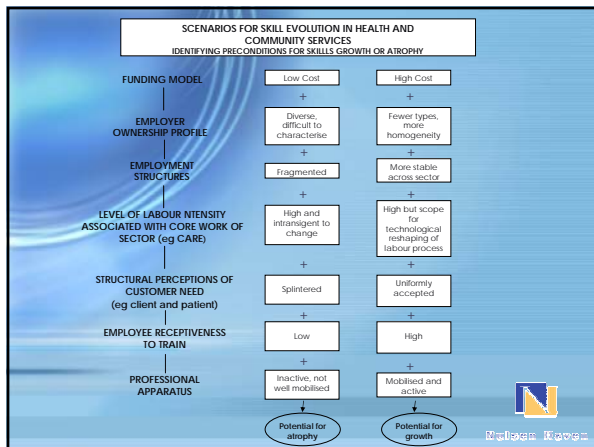 SCENARIOS FOR SKILL EVOLUTION IN HEALTH AND
COMMUNITY SERVICES
IDENTIFYING PRECONDITIONS FOR SKILLLS GROWTH OR ATROPHY
FUNDING MODEL
Low Cost
High Cost
+
+
EMPLOYER
OWNERSHIP PROFILE
Diverse,
difficult to
characterise
Fewer types,
more
homogeneity
+
+
EMPLOYMENT
STRUCTURES
Fragmented
More stable
across sector
+
+
LEVEL OF LABOUR NTENSITY
ASSOCIATED WITH CORE WORK OF
SECTOR (eg CARE)
High and
intransigent to
change
High but scope
for
technological
reshaping of
labour process
+
+
STRUCTURAL PERCEPTIONS OF
CUSTOMER NEED
(eg client and patient)
Splintered
Uniformly
accepted
+
+
EMPLOYEE RECEPTIVENESS
TO TRAIN
Low
High
+
+
PROFESSIONAL
APPARATUS
Inactive, not
well mobilised
Mobilised and
active
Potential for
atrophy
Potential for
growth
N